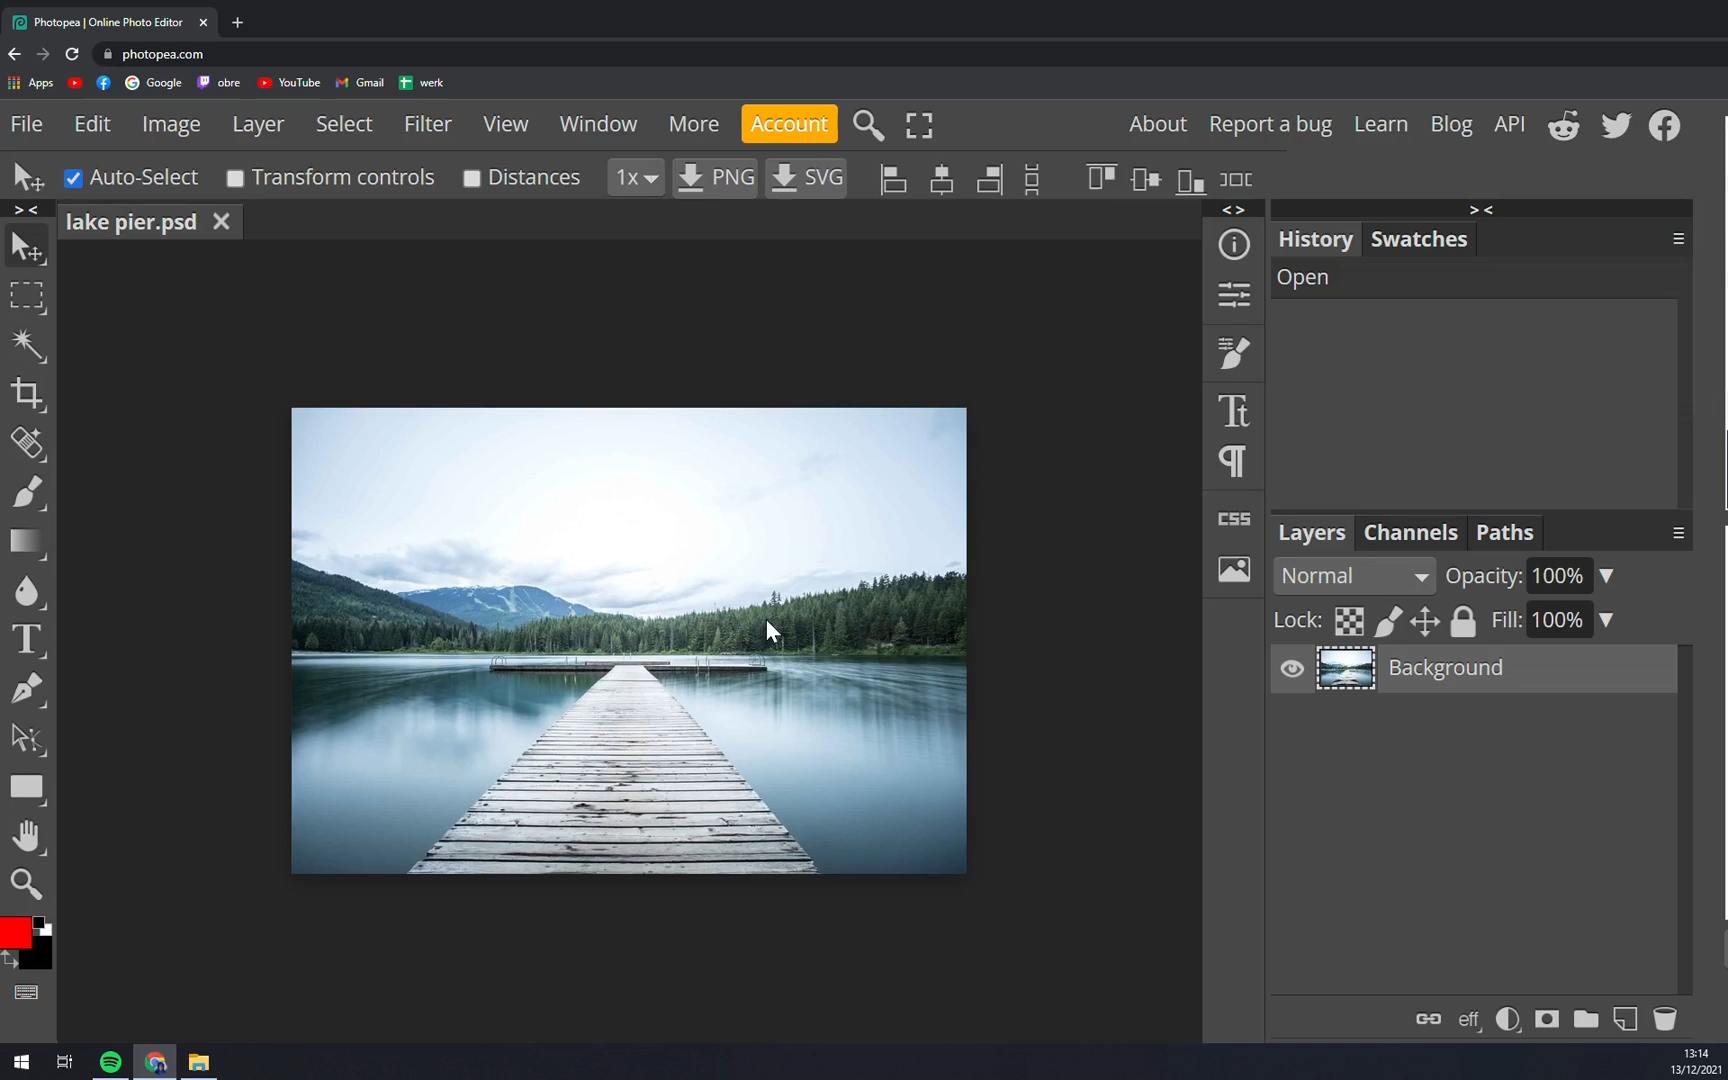 Photopea | Online Photo Editor
photopea.com
Apps Google obre YouTube Gmail werk
File Edit Image Layer Select Filter View Window More Account About Report a bug Learn Blog API
Auto-Select Transform controls Distances 1x PNG SVG
> <
lake pier.psd
< >
> <
History Swatches
Open
Tt
CSS
Layers Channels Paths
Normal Opacity: 100%
Lock: Fill: 100%
Background
T
eff
13:14
13/12/2021